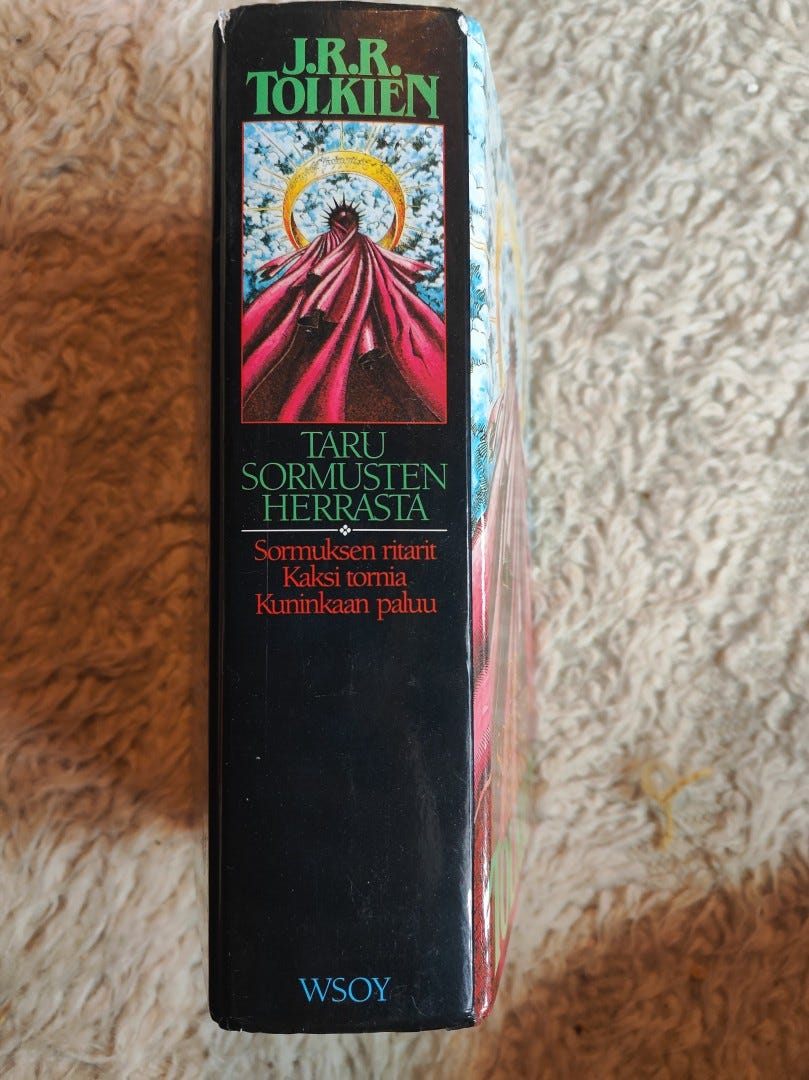 J.R.R.
TOLKIEN
TARU
SORMUSTEN
HERRASTA
Sormuksen ritarit
Kaksi tornia
Kuninkaan paluu
WSOY